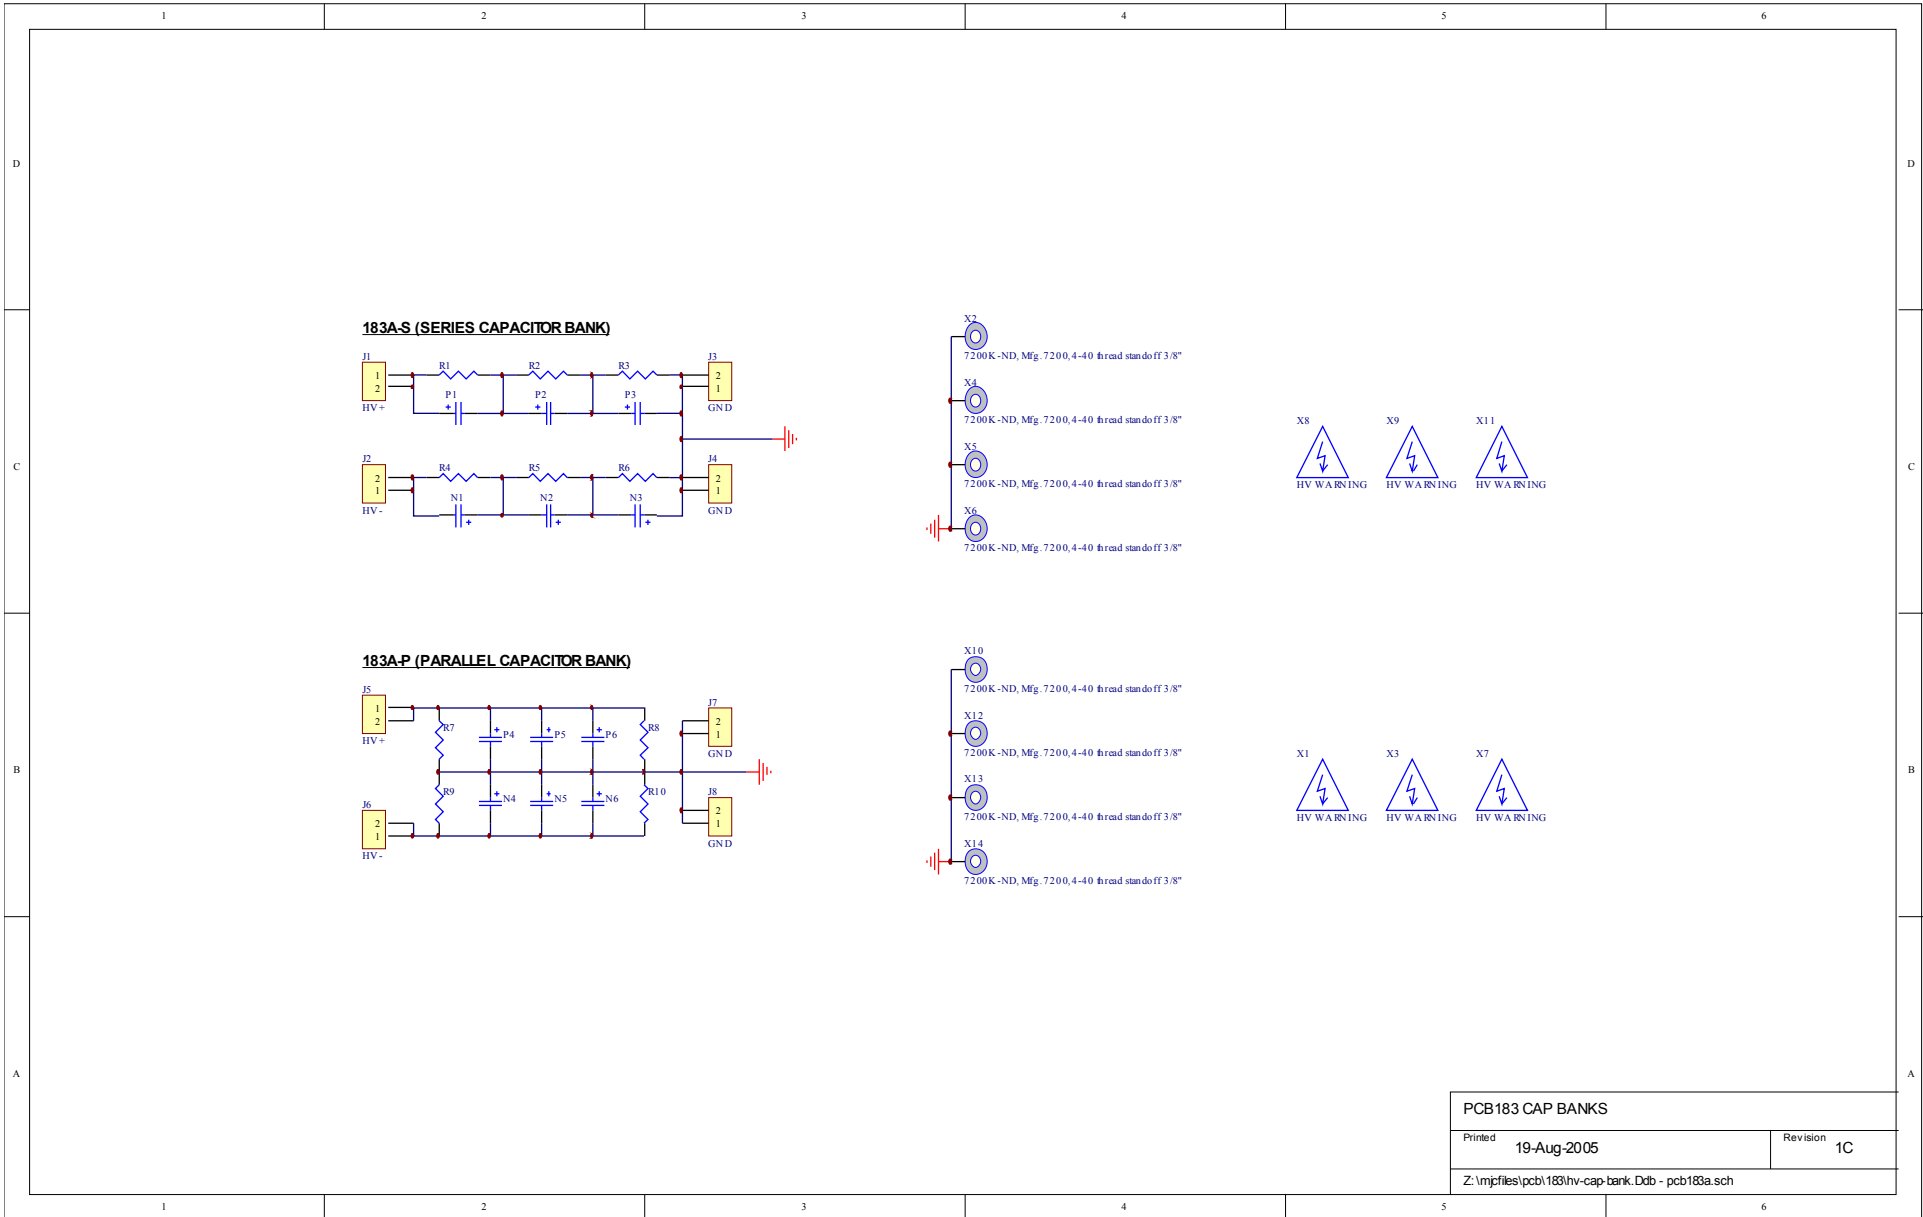 1 2 3 4 5 6
D D
183A-S (SERIES CAPACITOR BANK)
J1 R1 R2 R3 J3
1 2
2 1
P1 P2 P3
+ + +
HV+ GND
J2 R4 R5 R6 J4
2 2
1 1
N1 N2 N3
+ + +
HV- GND
X2
7200K-ND, Mfg. 7200, 4-40 thread standoff 3/8"
X4
7200K-ND, Mfg. 7200, 4-40 thread standoff 3/8"
X5
7200K-ND, Mfg. 7200, 4-40 thread standoff 3/8"
X6
7200K-ND, Mfg. 7200, 4-40 thread standoff 3/8"
X8 X9 X11
HV WARNING HV WARNING HV WARNING
C C
183A-P (PARALLEL CAPACITOR BANK)
J5 J7
1 2
2 1
R7 + P4 + P5 + P6 R8
HV+ GND
J6 J8
2 2
1 1
R9 + N4 + N5 + N6 R10
HV- GND
X10
7200K-ND, Mfg. 7200, 4-40 thread standoff 3/8"
X12
7200K-ND, Mfg. 7200, 4-40 thread standoff 3/8"
X13
7200K-ND, Mfg. 7200, 4-40 thread standoff 3/8"
X14
7200K-ND, Mfg. 7200, 4-40 thread standoff 3/8"
X1 X3 X7
HV WARNING HV WARNING HV WARNING
B B
A A
PCB183 CAP BANKS
Printed 19-Aug-2005 Revision 1C
Z:\mjcfiles\pcb\183\hv-cap-bank.Ddb - pcb183a.sch
1 2 3 4 5 6